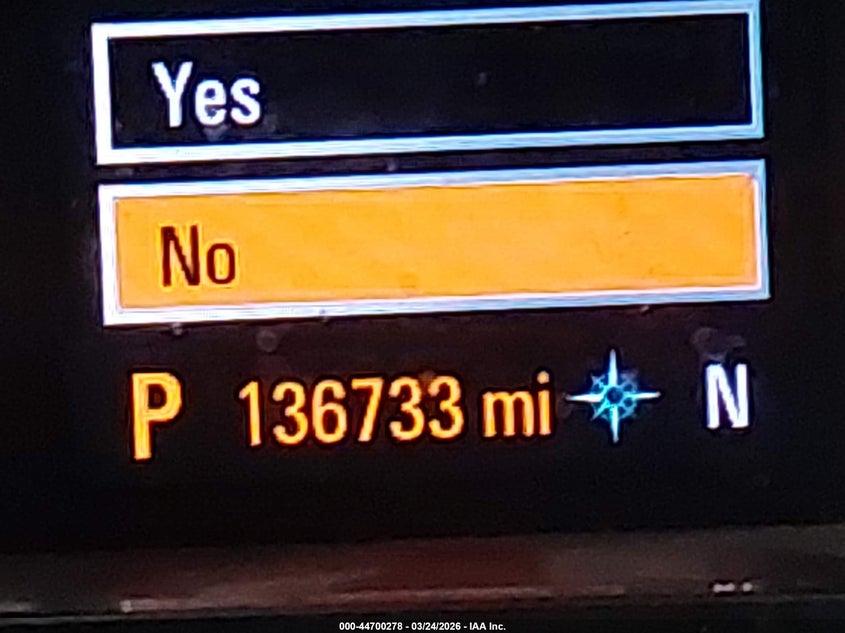 Yes
No
P 136733 mi N
000-44700278 - 03/24/2026 - IAA Inc.